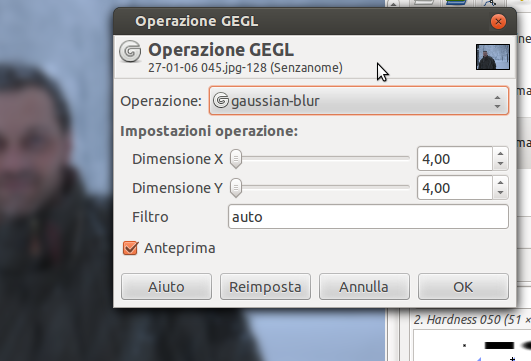 Operazione GEGL
Operazione GEGL
27-01-06 045.jpg-128 (Senzanome)
Operazione: gaussian-blur
Impostazioni operazione:
Dimensione X 4,00
Dimensione Y 4,00
Filtro auto
Anteprima
Aiuto Reimposta Annulla OK
2. Hardness 050 (51 ×